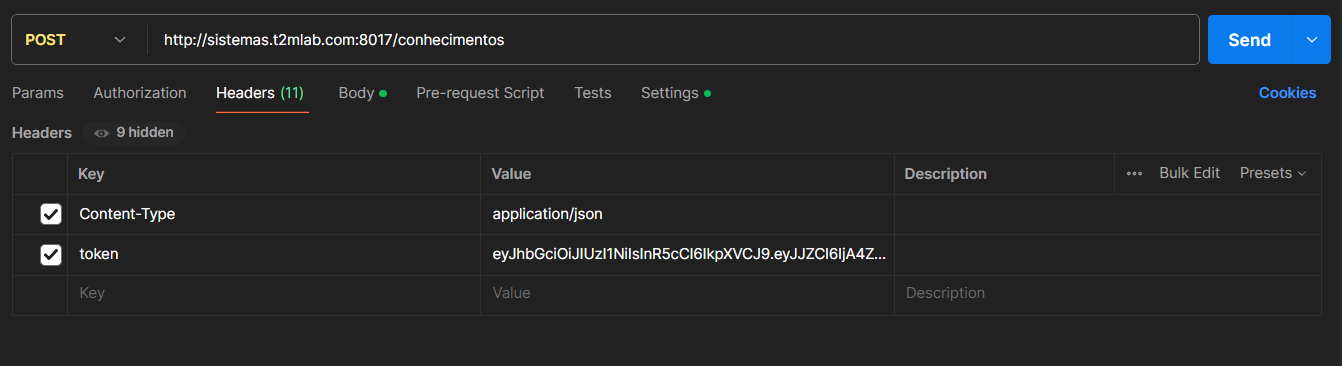 POST http://sistemas.t2mlab.com:8017/conhecimentos Send
Params Authorization Headers (11) Body Pre-request Script Tests Settings Cookies
Headers 9 hidden
Key Value Description Bulk Edit Presets
Content-Type application/json
token eyJhbGciOiJIUzI1NiIsInR5cCI6IkpXVCJ9.eyJJZCI6IjA4Z...
Key Value Description